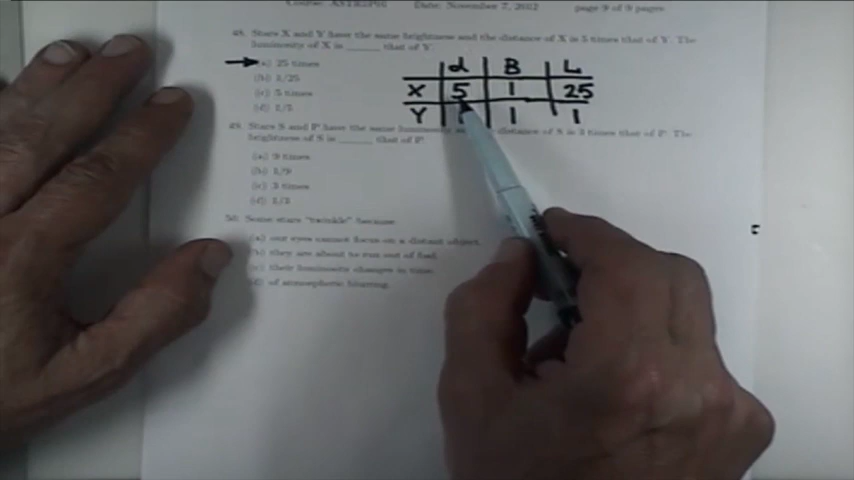 Course: ASTR2P01 Date: November 7, 2012 page 9 of 9 pages
48. Stars X and Y have the same brightness and the distance of X is 5 times that of Y. The
luminosity of X is ______ that of Y.
(a) 25 times
(b) 1/25
(c) 5 times
(d) 1/5
d B L
X 5 1 25
Y 1 1
49. Stars S and P have the same luminosity and the distance of S is 3 times that of P. The
brightness of S is ______ that of P.
(a) 9 times
(b) 1/9
(c) 3 times
(d) 1/3
50. Some stars "twinkle" because
(a) our eyes cannot focus on a distant object.
(b) they are about to run out of fuel.
(c) their luminosity changes in time.
(d) of atmospheric blurring.